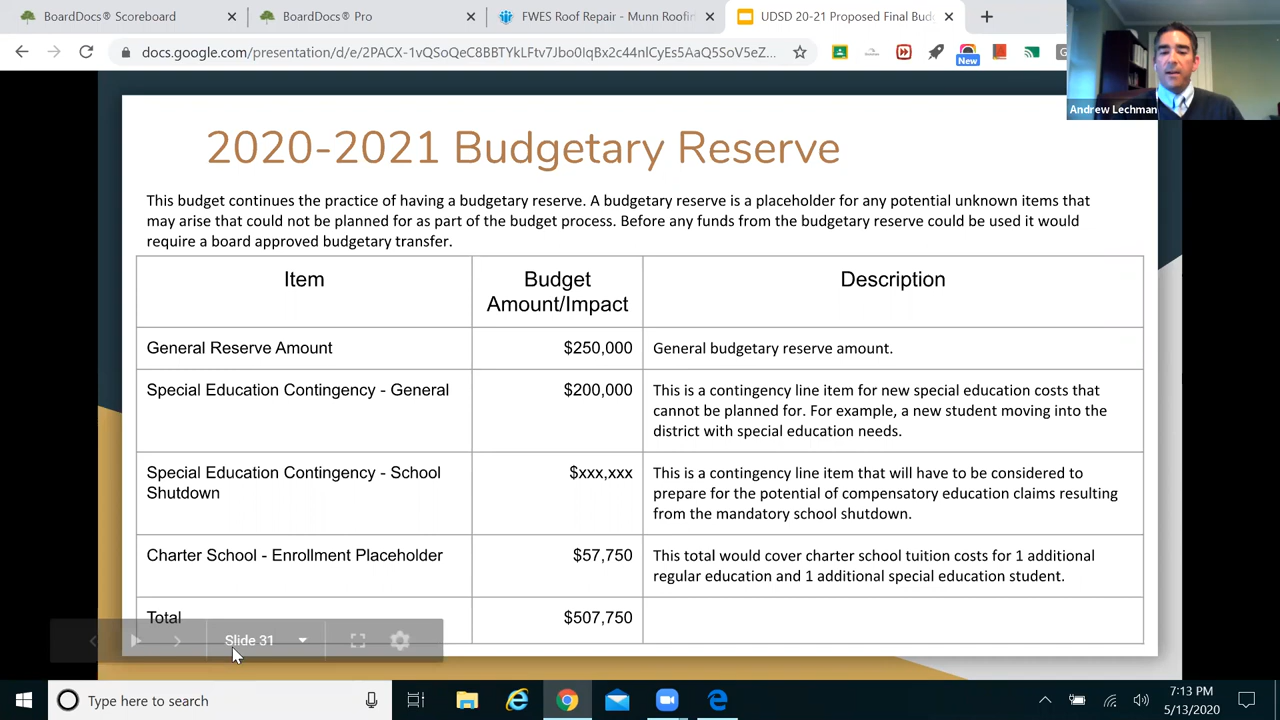 BoardDocs® Scoreboard
BoardDocs® Pro
FWES Roof Repair - Munn Roofin
UDSD 20-21 Proposed Final Bud
docs.google.com/presentation/d/e/2PACX-1vQSoQeC8BBTYkLFtv7Jbo0IqBx2c44nICyEs5AaQ5SoV5eZ...
New
Andrew Lechman
2020-2021 Budgetary Reserve
This budget continues the practice of having a budgetary reserve. A budgetary reserve is a placeholder for any potential unknown items that
may arise that could not be planned for as part of the budget process. Before any funds from the budgetary reserve could be used it would
require a board approved budgetary transfer.
Item
Budget
Amount/Impact
Description
General Reserve Amount
$250,000
General budgetary reserve amount.
Special Education Contingency - General
$200,000
This is a contingency line item for new special education costs that
cannot be planned for. For example, a new student moving into the
district with special education needs.
Special Education Contingency - School
Shutdown
$xxx,xxx
This is a contingency line item that will have to be considered to
prepare for the potential of compensatory education claims resulting
from the mandatory school shutdown.
Charter School - Enrollment Placeholder
$57,750
This total would cover charter school tuition costs for 1 additional
regular education and 1 additional special education student.
Total
$507,750
Slide 31
Type here to search
7:13 PM
5/13/2020